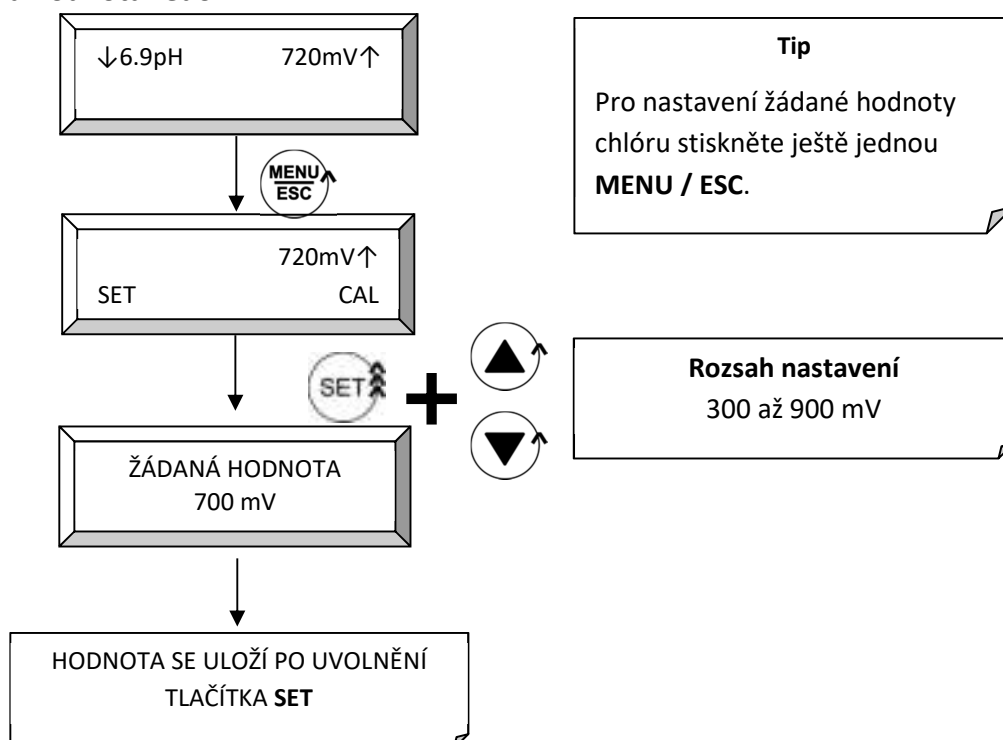 ↓6.9pH 720mV↑
MENU
ESC
720mV↑
SET CAL
SET
ŽÁDANÁ HODNOTA
700 mV
HODNOTA SE ULOŽÍ PO UVOLNĚNÍ
TLAČÍTKA SET
Tip
Pro nastavení žádané hodnoty
chlóru stiskněte ještě jednou
MENU / ESC.
Rozsah nastavení
300 až 900 mV